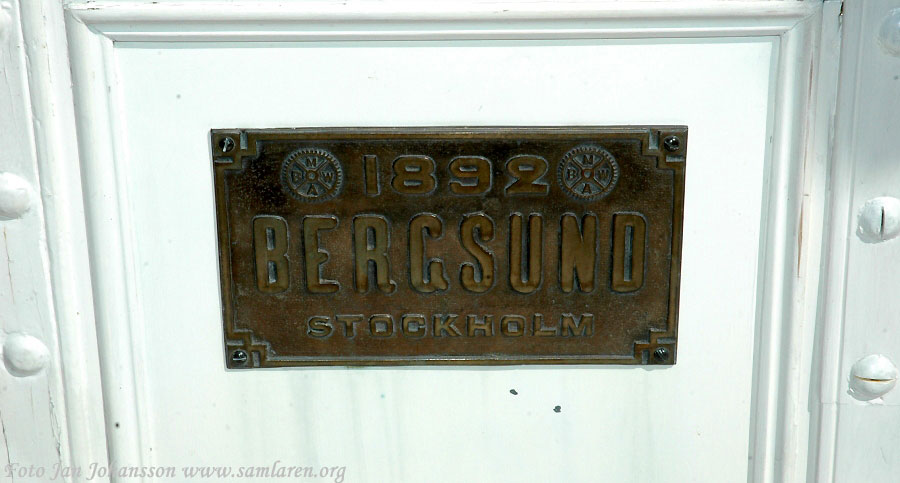 1892
BERGSUND
STOCKHOLM
Foto Jan Johansson www.samlaren.org